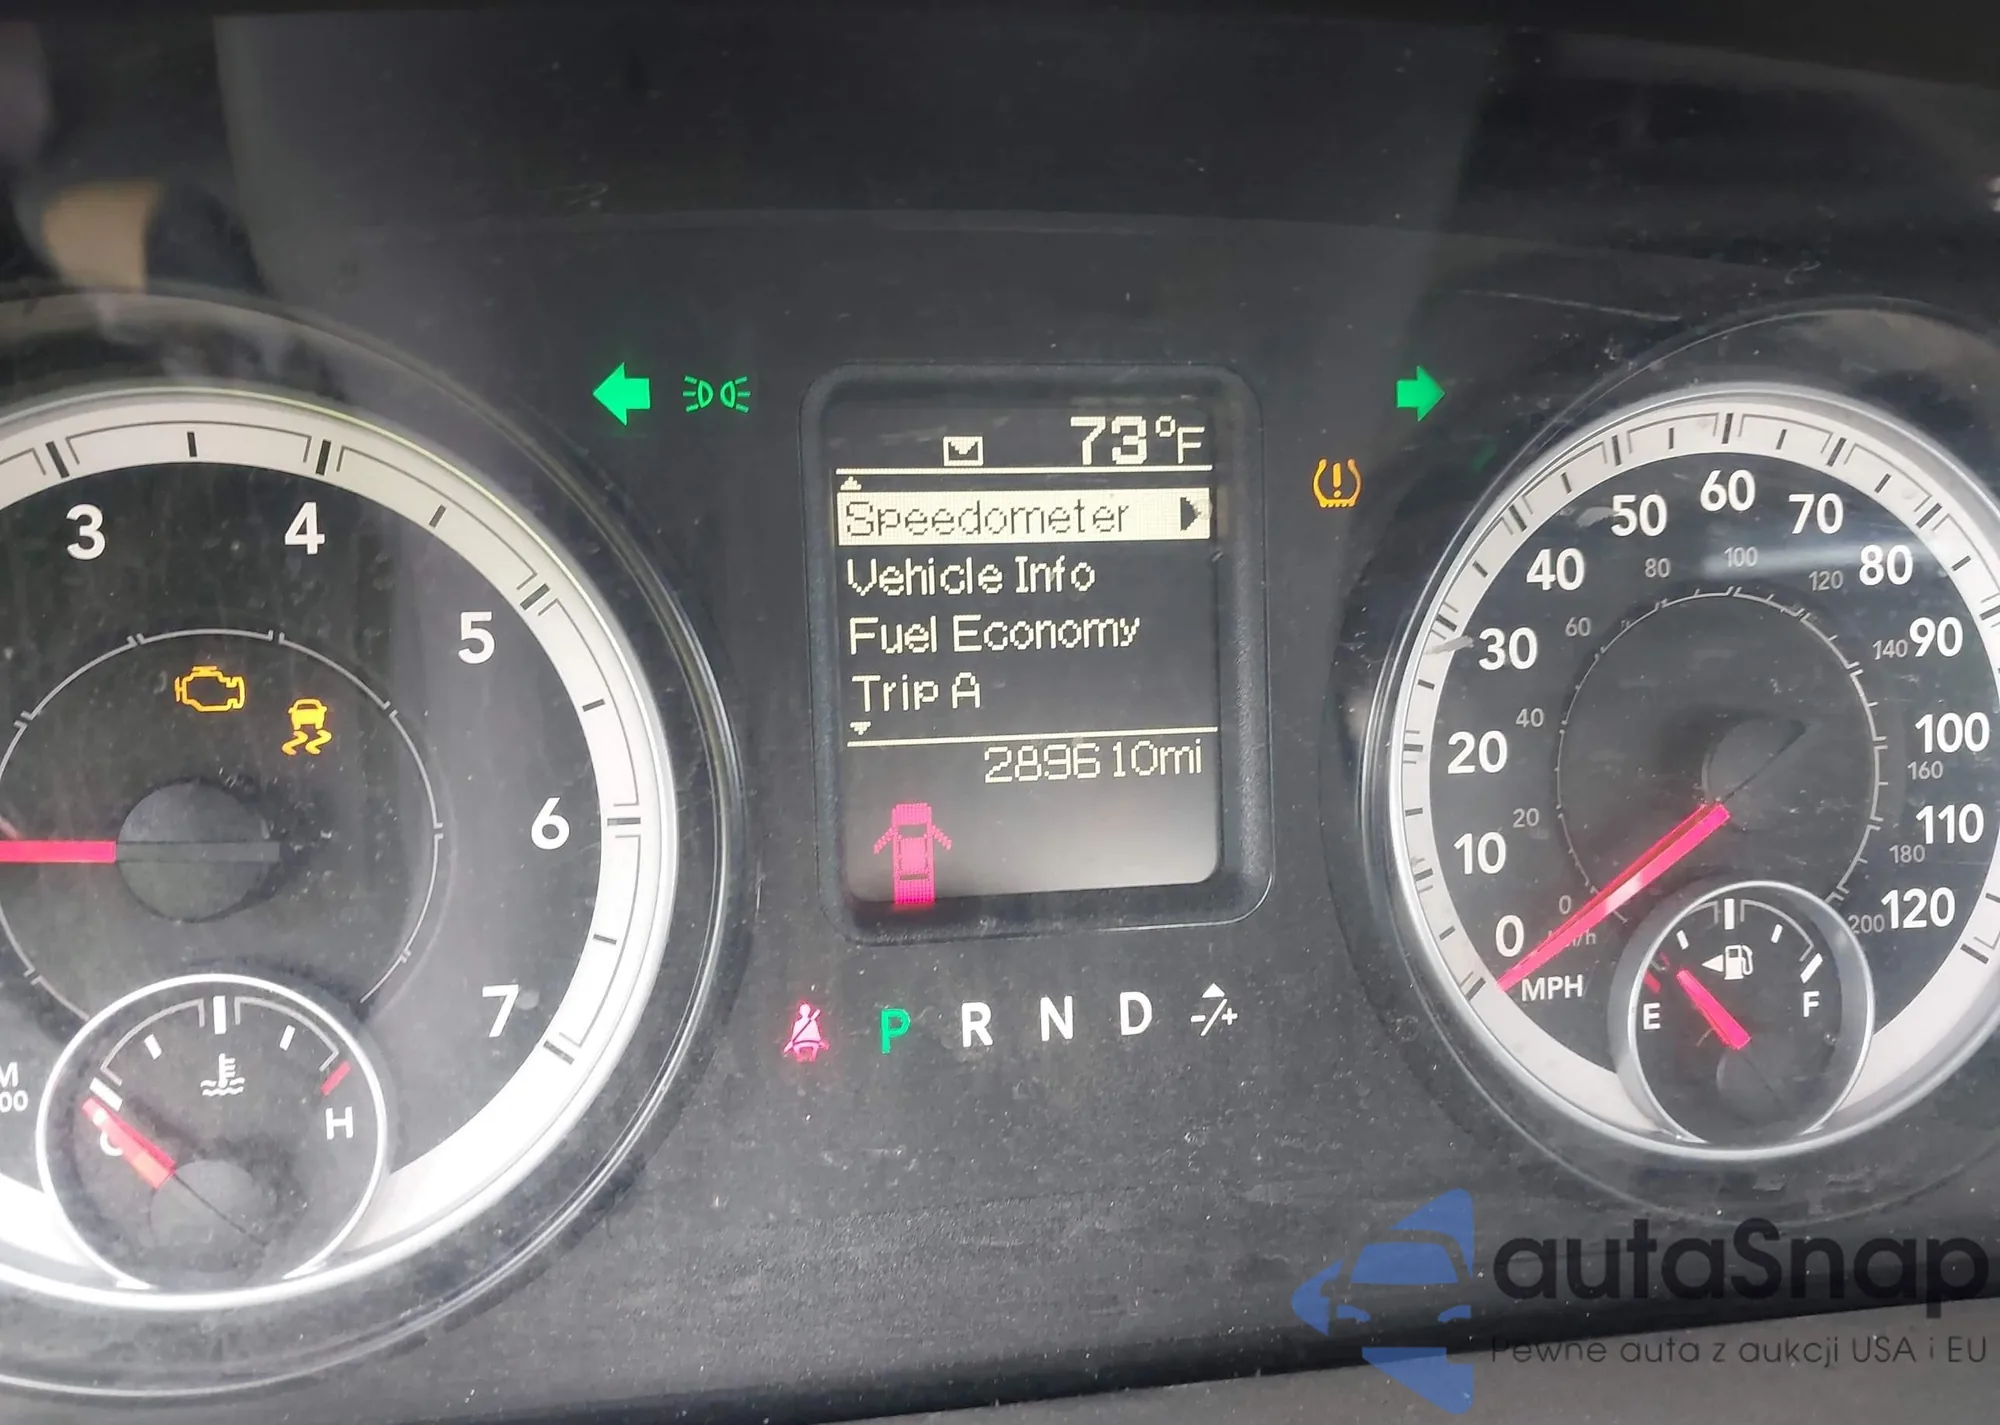 73°F
Speedometer
Vehicle Info
Fuel Economy
Trip A
289610mi
P R N D -/+
3
4
5
6
7
H
0
10
20
30
40
50
60
70
80
90
100
110
120
MPH
0
20
40
60
80
100
120
140
160
180
200
E
F
autaSnap
Pewne auta z aukcji USA i EU